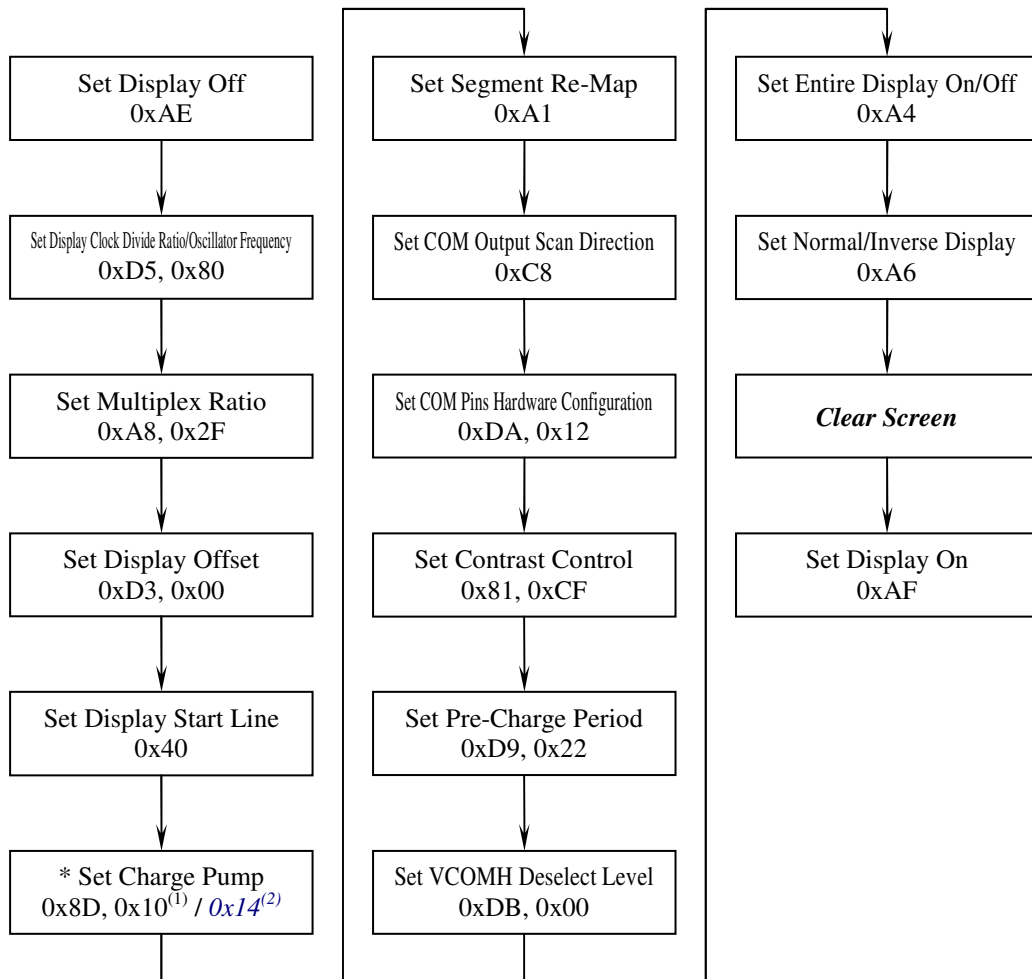 Set Display Off
0xAE
Set Display Clock Divide Ratio/Oscillator Frequency
0xD5, 0x80
Set Multiplex Ratio
0xA8, 0x2F
Set Display Offset
0xD3, 0x00
Set Display Start Line
0x40
* Set Charge Pump
0x8D, 0x10(1) / 0x14(2)
Set Segment Re-Map
0xA1
Set COM Output Scan Direction
0xC8
Set COM Pins Hardware Configuration
0xDA, 0x12
Set Contrast Control
0x81, 0xCF
Set Pre-Charge Period
0xD9, 0x22
Set VCOMH Deselect Level
0xDB, 0x00
Set Entire Display On/Off
0xA4
Set Normal/Inverse Display
0xA6
Clear Screen
Set Display On
0xAF